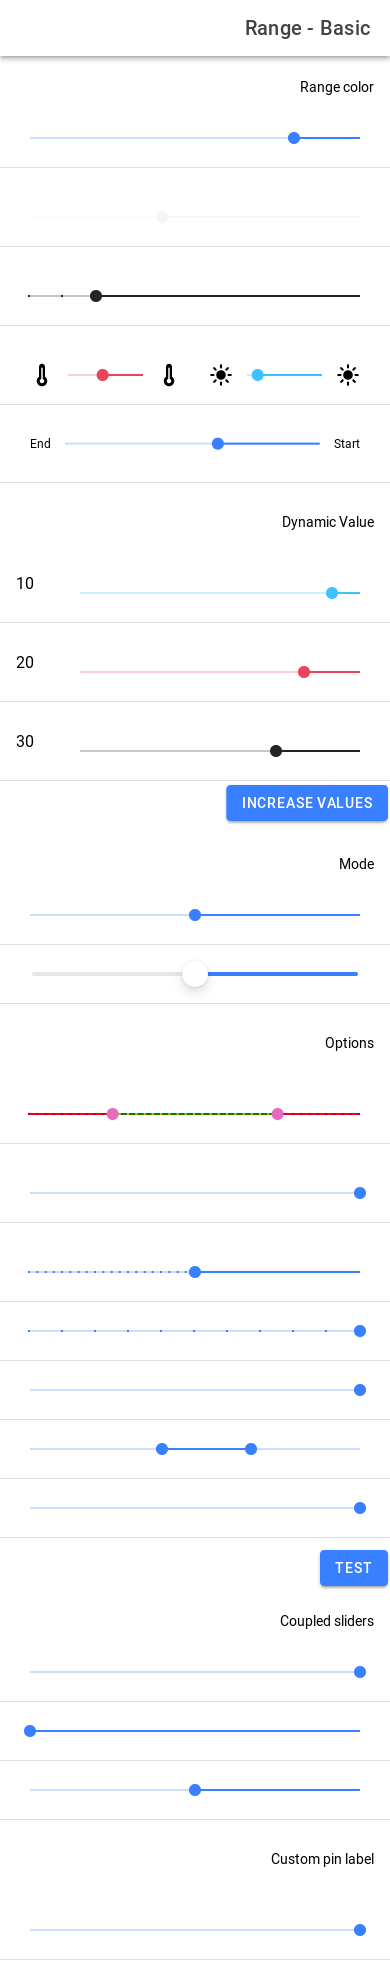 Range - Basic
Range color
End
Start
Dynamic Value
10
20
30
INCREASE VALUES
Mode
Options
TEST
Coupled sliders
Custom pin label